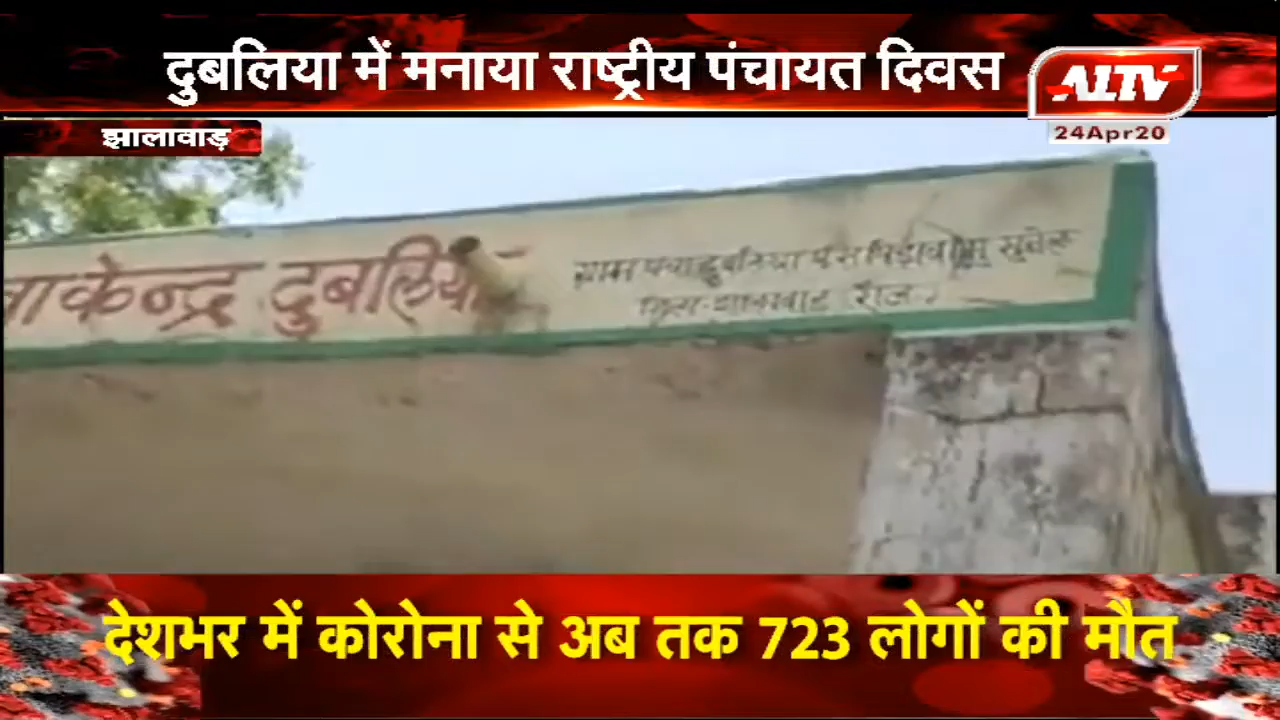 दुबलिया में मनाया राष्ट्रीय पंचायत दिवस
ALTV
24Apr20
झालावाड़
केन्द्र दुबलिया
राज.
देशभर में कोरोना से अब तक 723 लोगों की मौत